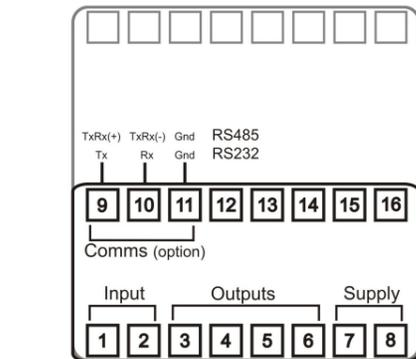 TxRx(+) TxRx(-) Gnd RS485
Tx Rx Gnd RS232
9 10 11 12 13 14 15 16
Comms (option)
Input Outputs Supply
1 2 3 4 5 6 7 8